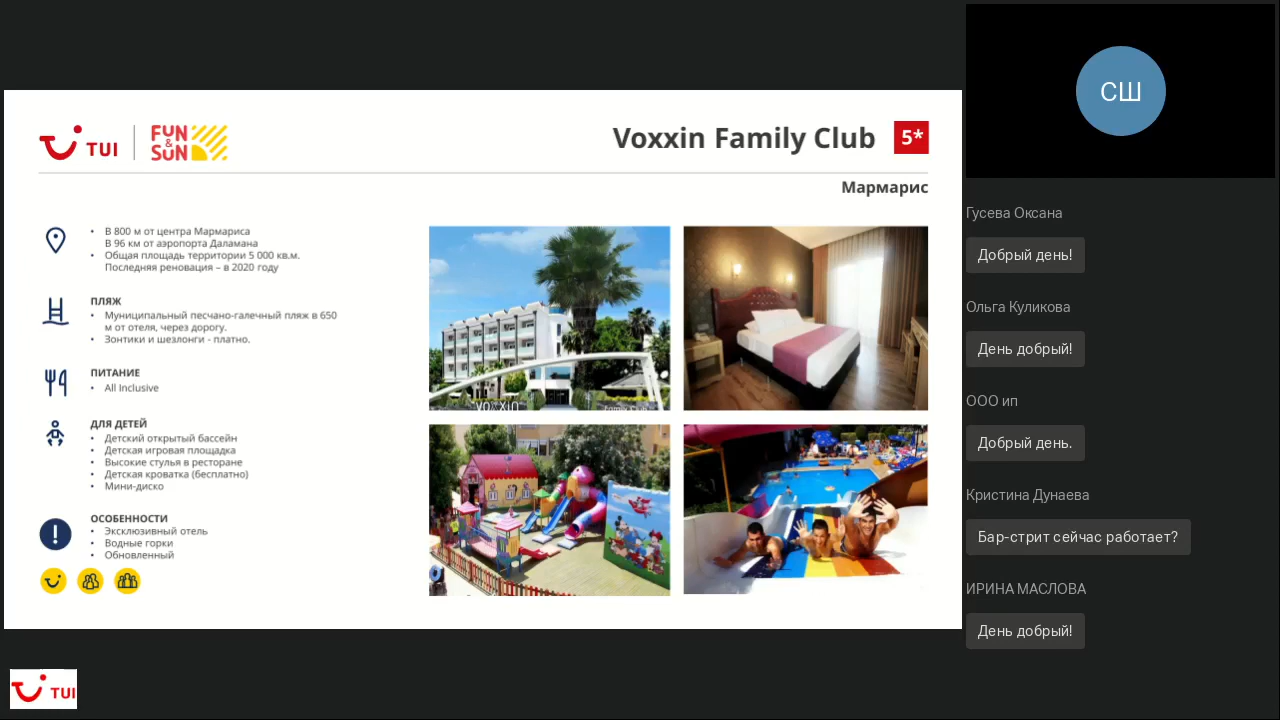 TUI
FUN
&
SUN
Voxxin Family Club
5*
Мармарис
• В 800 м от центра Мармариса
В 96 км от аэропорта Даламана
• Общая площадь территории 5 000 кв.м.
Последняя реновация – в 2020 году
ПЛЯЖ
• Муниципальный песчано-галечный пляж в 650
м от отеля, через дорогу.
• Зонтики и шезлонги - платно.
ПИТАНИЕ
• All Inclusive
ДЛЯ ДЕТЕЙ
• Детский открытый бассейн
• Детская игровая площадка
• Высокие стулья в ресторане
• Детская кроватка (бесплатно)
• Мини-диско
ОСОБЕННОСТИ
• Эксклюзивный отель
• Водные горки
• Обновленный
voxxin
Family Club
TUI
СШ
Гусева Оксана
Добрый день!
Ольга Куликова
День добрый!
ООО ип
Добрый день.
Кристина Дунаева
Бар-стрит сейчас работает?
ИРИНА МАСЛОВА
День добрый!